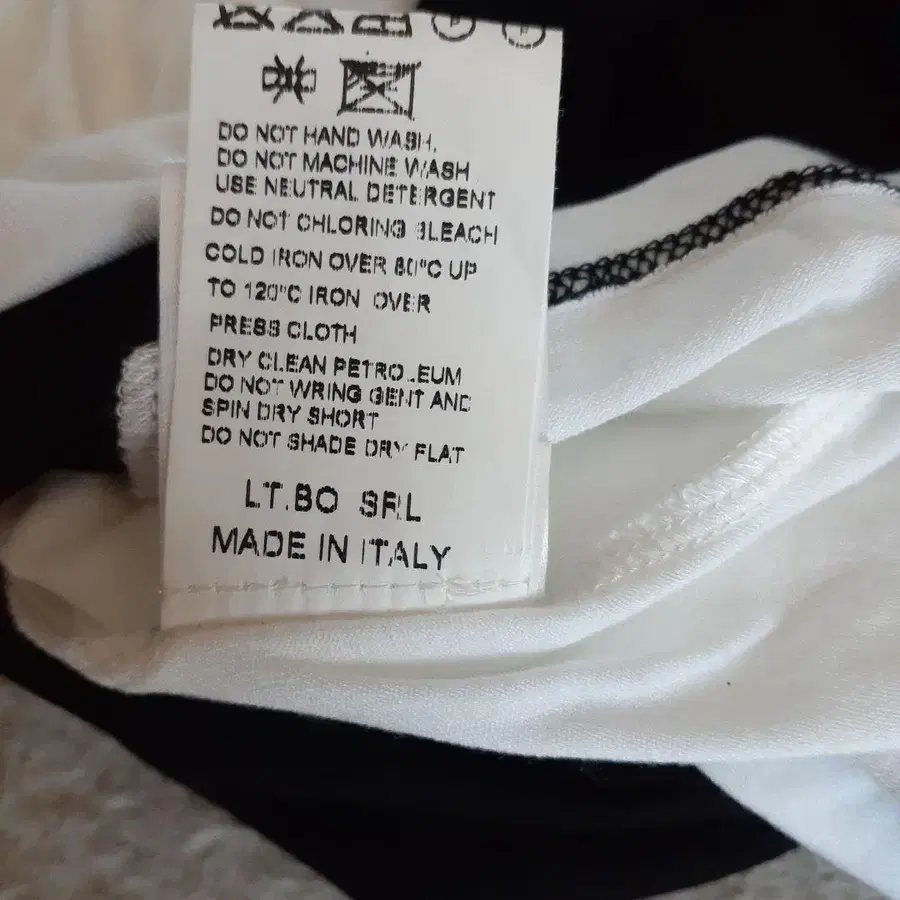 DO NOT HAND WASH.
DO NOT MACHINE WASH
USE NEUTRAL DETERGENT
DO NOT CHLORING BLEACH
COLD IRON OVER 80°C UP
TO 120°C IRON OVER
PRESS CLOTH
DRY CLEAN PETROLEUM
DO NOT WRING GENT AND
SPIN DRY SHORT
DO NOT SHADE DRY FLAT
LT.BO SRL
MADE IN ITALY